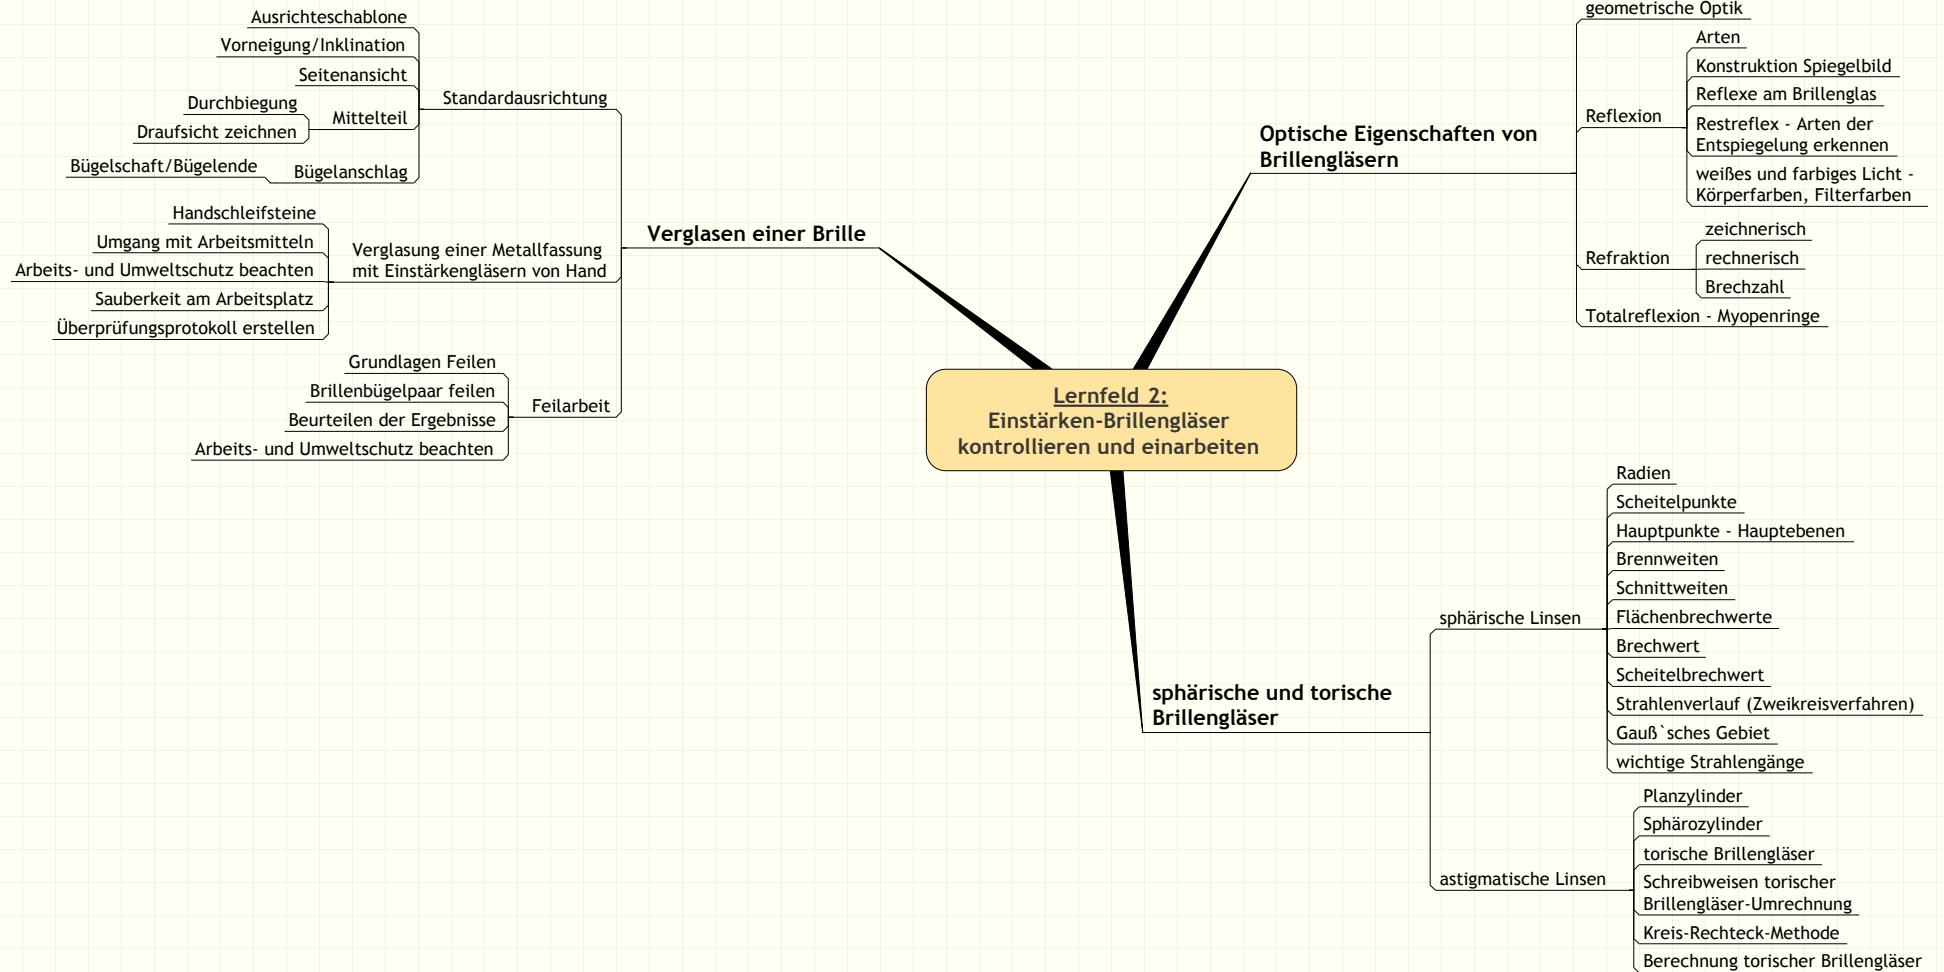 Lernfeld 2:
Einstärken-Brillengläser
kontrollieren und einarbeiten
Optische Eigenschaften von
Brillengläsern
geometrische Optik
Reflexion
Arten
Konstruktion Spiegelbild
Reflexe am Brillenglas
Restreflex - Arten der
Entspiegelung erkennen
weißes und farbiges Licht -
Körperfarben, Filterfarben
Refraktion
zeichnerisch
rechnerisch
Brechzahl
Totalreflexion - Myopenringe
sphärische und torische
Brillengläser
sphärische Linsen
Radien
Scheitelpunkte
Hauptpunkte - Hauptebenen
Brennweiten
Schnittweiten
Flächenbrechwerte
Brechwert
Scheitelbrechwert
Strahlenverlauf (Zweikreisverfahren)
Gauß`sches Gebiet
wichtige Strahlengänge
astigmatische Linsen
Planzylinder
Sphärozylinder
torische Brillengläser
Schreibweisen torischer
Brillengläser-Umrechnung
Kreis-Rechteck-Methode
Berechnung torischer Brillengläser
Verglasen einer Brille
Standardausrichtung
Ausrichteschablone
Vorneigung/Inklination
Seitenansicht
Mittelteil
Durchbiegung
Draufsicht zeichnen
Bügelanschlag
Bügelschaft/Bügelende
Verglasung einer Metallfassung
mit Einstärkengläsern von Hand
Handschleifsteine
Umgang mit Arbeitsmitteln
Arbeits- und Umweltschutz beachten
Sauberkeit am Arbeitsplatz
Überprüfungsprotokoll erstellen
Feilarbeit
Grundlagen Feilen
Brillenbügelpaar feilen
Beurteilen der Ergebnisse
Arbeits- und Umweltschutz beachten